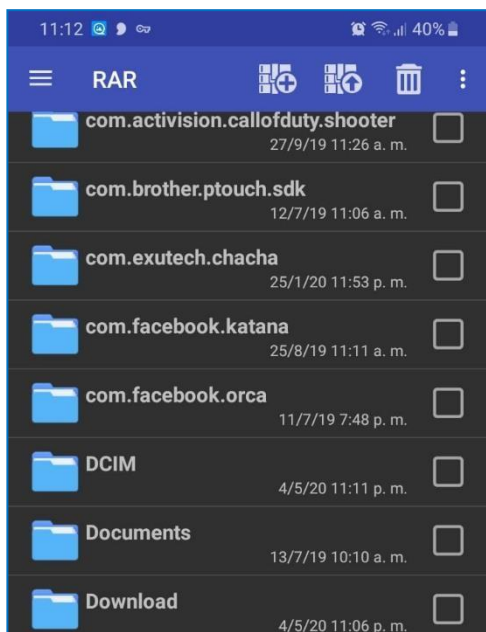 11:12
40%
RAR
com.activision.callofduty.shooter
27/9/19 11:26 a. m.
com.brother.ptouch.sdk
12/7/19 11:06 a. m.
com.exutech.chacha
25/1/20 11:53 p. m.
com.facebook.katana
25/8/19 11:11 a. m.
com.facebook.orca
11/7/19 7:48 p. m.
DCIM
4/5/20 11:11 p. m.
Documents
13/7/19 10:10 a. m.
Download
4/5/20 11:06 p. m.